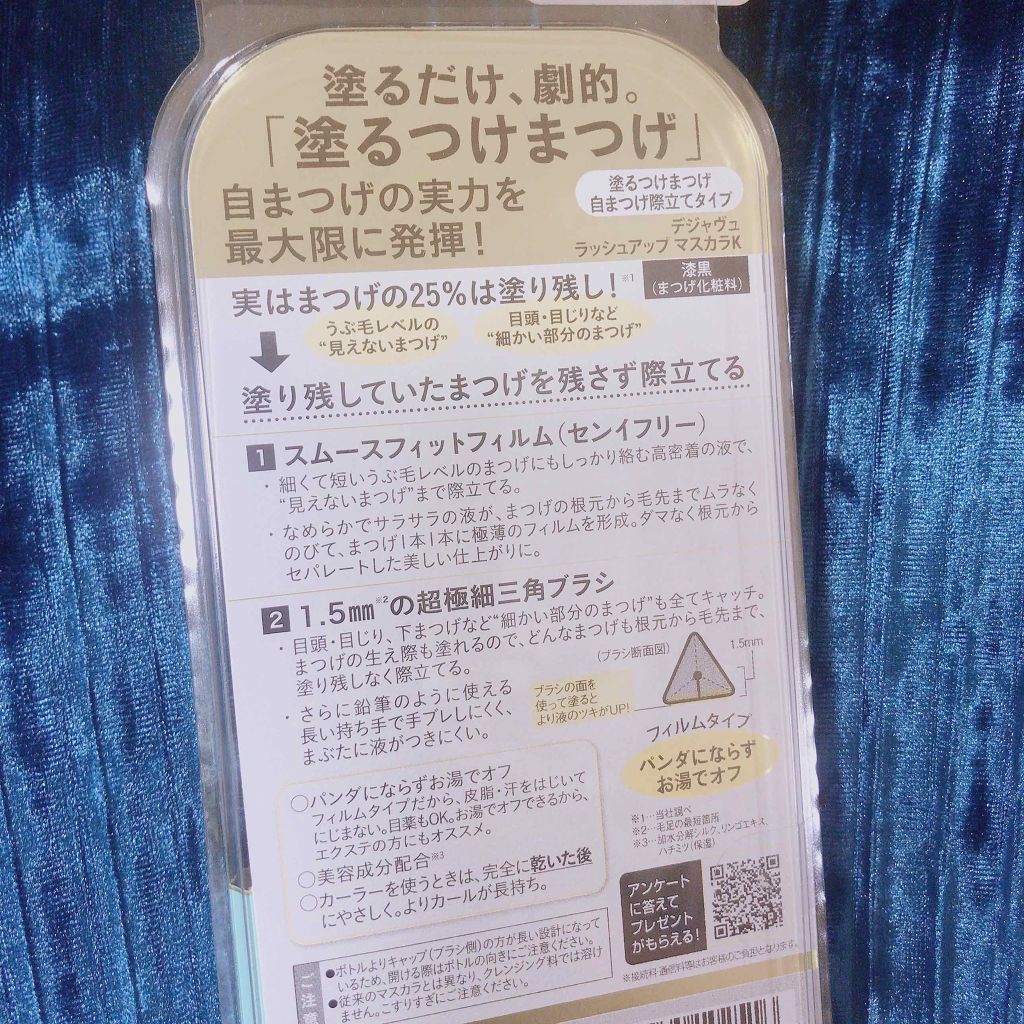 塗るだけ、劇的。
「塗るつけまつげ」
自まつげの実力を
最大限に発揮!
塗るつけまつげ
自まつげ際立てタイプ
デジャヴュ
ラッシュアップ マスカラK
漆黒
(まつげ化粧料)
実はまつげの25%は塗り残し!※1
うぶ毛レベルの
“見えないまつげ”
目頭・目じりなど
“細かい部分のまつげ”
塗り残していたまつげを残さず際立てる
1 スムースフィットフィルム(センイフリー)
・細くて短いうぶ毛レベルのまつげにもしっかり絡む高密着の液で、
“見えないまつげ”まで際立てる。
・なめらかでサラサラの液が、まつげの根元から毛先までムラなく
のびて、まつげ1本1本に極薄のフィルムを形成。ダマなく根元から
セパレートした美しい仕上がりに。
2 1.5㎜※2の超極細三角ブラシ
・目頭・目じり、下まつげなど“細かい部分のまつげ”も全てキャッチ。
まつげの生え際も塗れるので、どんなまつげも根元から毛先まで、
塗り残しなく際立てる。
・さらに鉛筆のように使える
長い持ち手で手ブレしにくく、
まぶたに液がつきにくい。
(ブラシ断面図)
1.5mm
ブラシの面を
使って塗ると
より液のツキがUP!
フィルムタイプ
パンダにならず
お湯でオフ
○パンダにならずお湯でオフ
フィルムタイプだから、皮脂・汗をはじいて
にじまない。目薬もOK。お湯でオフできるから、
エクステの方にもオススメ。
○美容成分配合※3
○カーラーを使うときは、完全に乾いた後
にやさしく。よりカールが長持ち。
※1…当社調べ
※2…毛足の最短箇所
※3…加水分解シルク、リンゴエキス、
ハチミツ(保湿)
アンケート
に答えて
プレゼント
がもらえる!
※接続料・通信料等はお客様のご負担となります。
ご注意
●ボトルよりキャップ(ブラシ側)の方が長い設計になって
いるため、開ける際はボトルの向きにご注意ください。
●従来のマスカラとは異なり、クレンジング料では溶け
ません。こすりすぎにご注意ください。